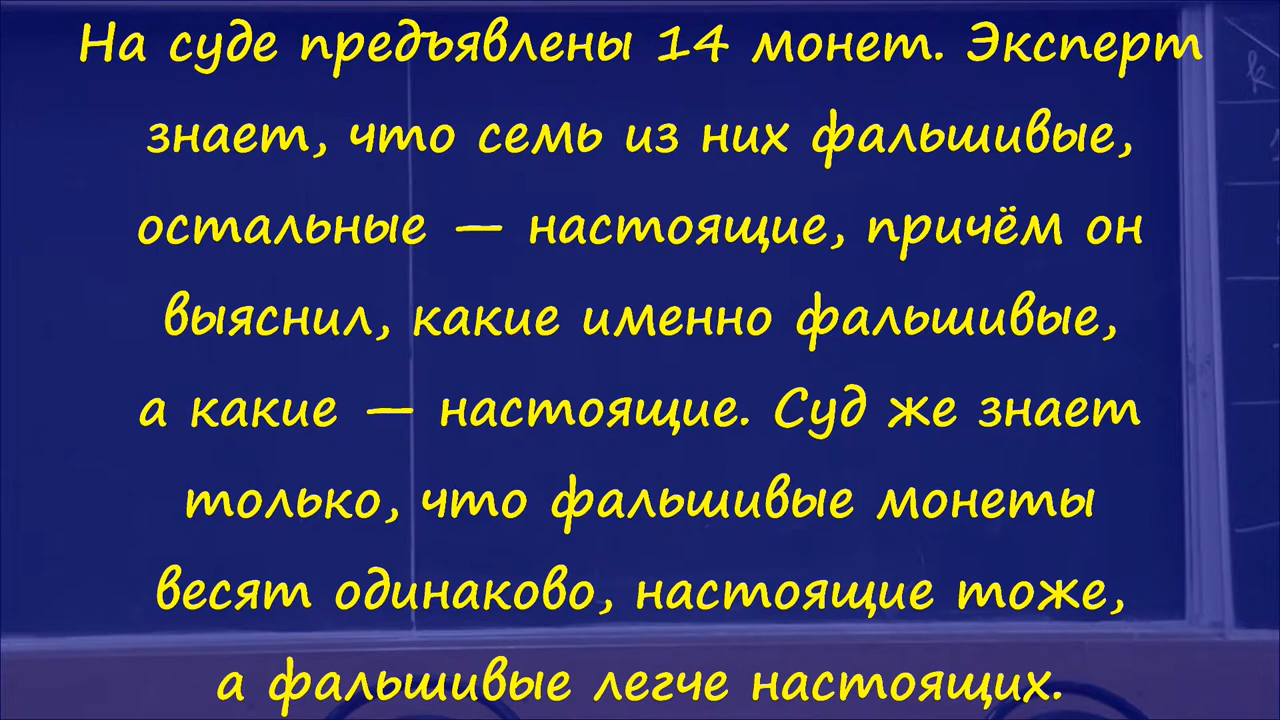 На суде предъявлены 14 монет. Эксперт
знает, что семь из них фальшивые,
остальные — настоящие, причём он
выяснил, какие именно фальшивые,
а какие — настоящие. Суд же знает
только, что фальшивые монеты
весят одинаково, настоящие тоже,
а фальшивые легче настоящих.